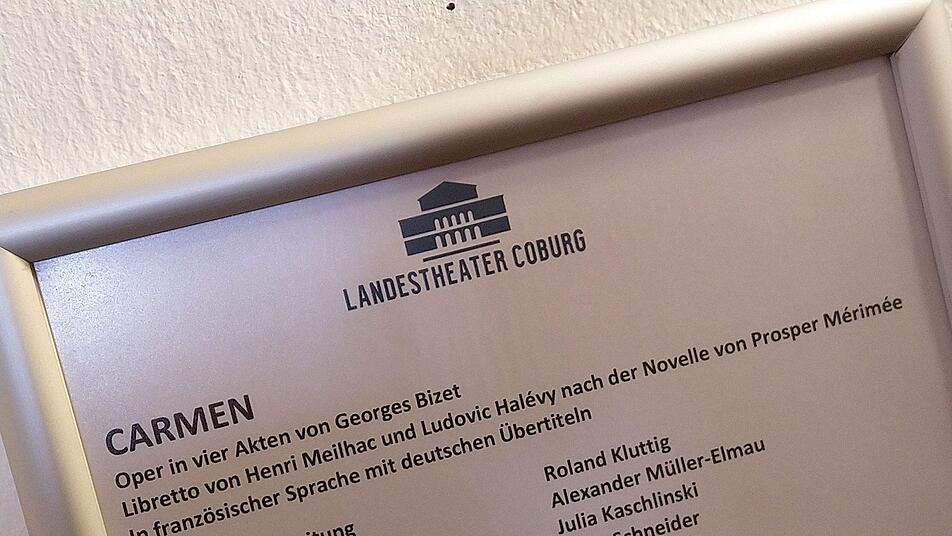 LANDESTHEATER COBURG
CARMEN
Oper in vier Akten von Georges Bizet
Libretto von Henri Meilhac und Ludovic Halévy nach der Novelle von Prosper Mérimée
In französischer Sprache mit deutschen Übertiteln
Roland Kluttig
Alexander Müller-Elmau
Julia Kaschlinski
Schneider